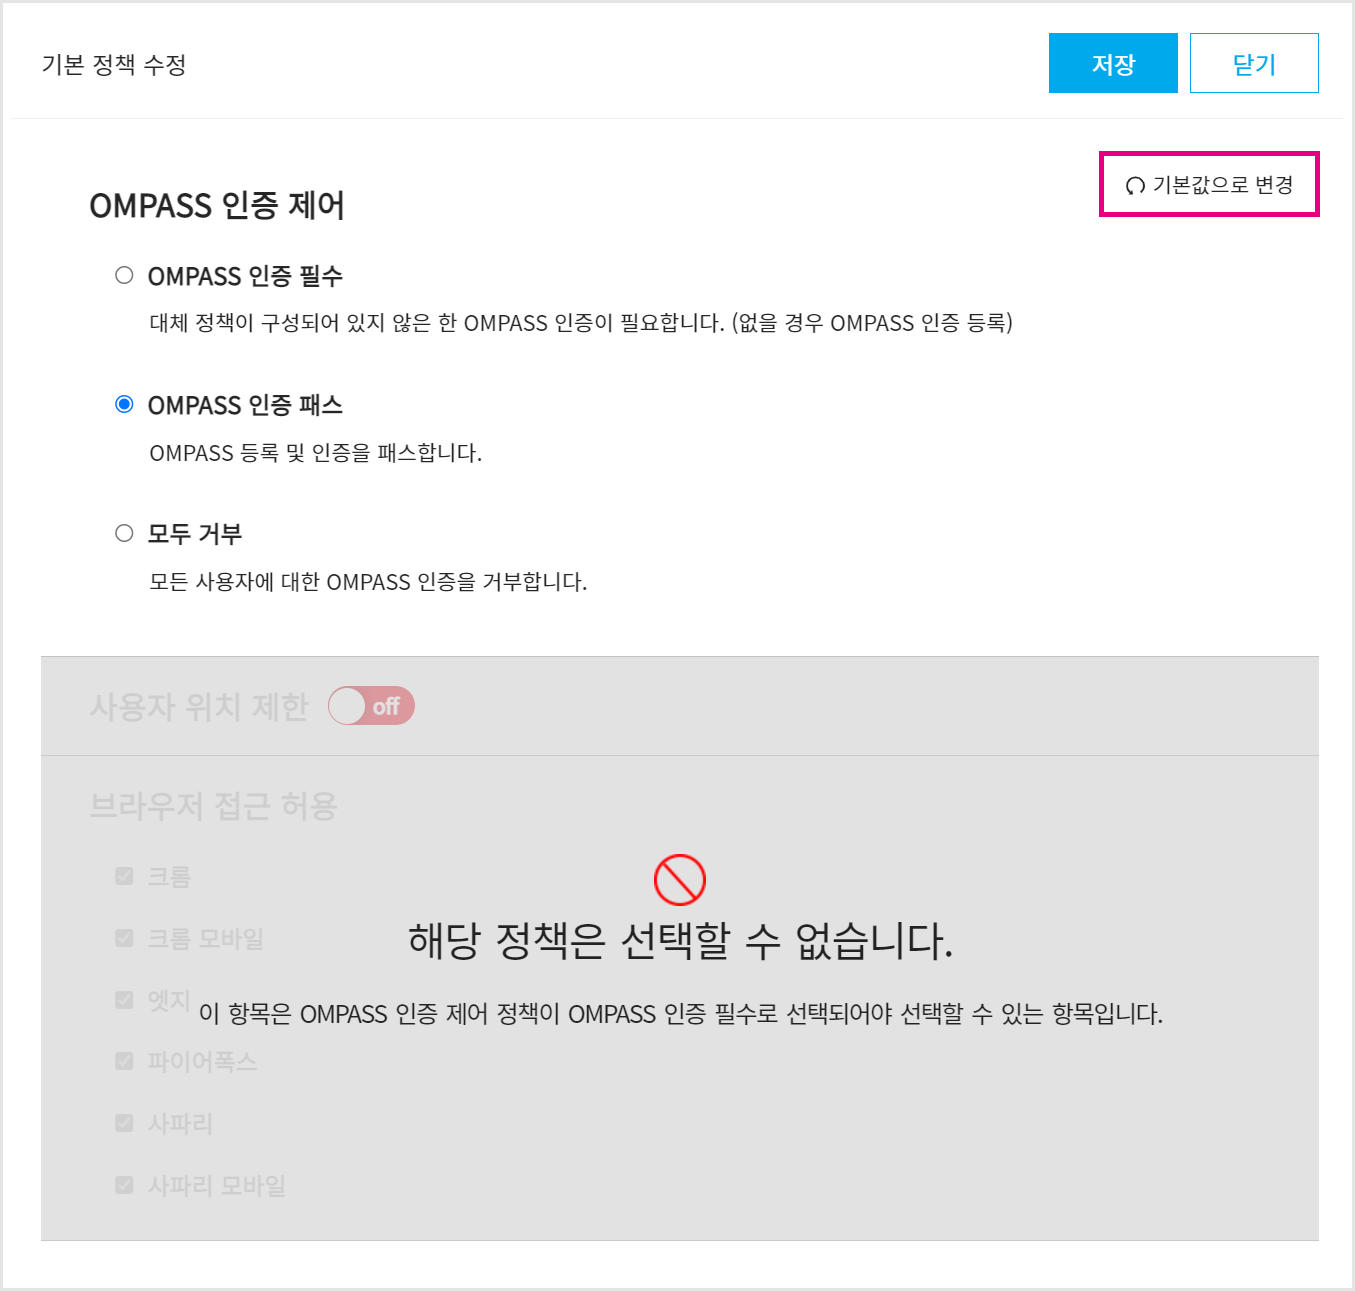 기본 정책 수정
저장
닫기
기본값으로 변경
OMPASS 인증 제어
OMPASS 인증 필수
대체 정책이 구성되어 있지 않은 한 OMPASS 인증이 필요합니다. (없을 경우 OMPASS 인증 등록)
OMPASS 인증 패스
OMPASS 등록 및 인증을 패스합니다.
모두 거부
모든 사용자에 대한 OMPASS 인증을 거부합니다.
사용자 위치 제한
off
브라우저 접근 허용
크롬
크롬 모바일
해당 정책은 선택할 수 없습니다.
엣지
이 항목은 OMPASS 인증 제어 정책이 OMPASS 인증 필수로 선택되어야 선택할 수 있는 항목입니다.
파이어폭스
사파리
사파리 모바일